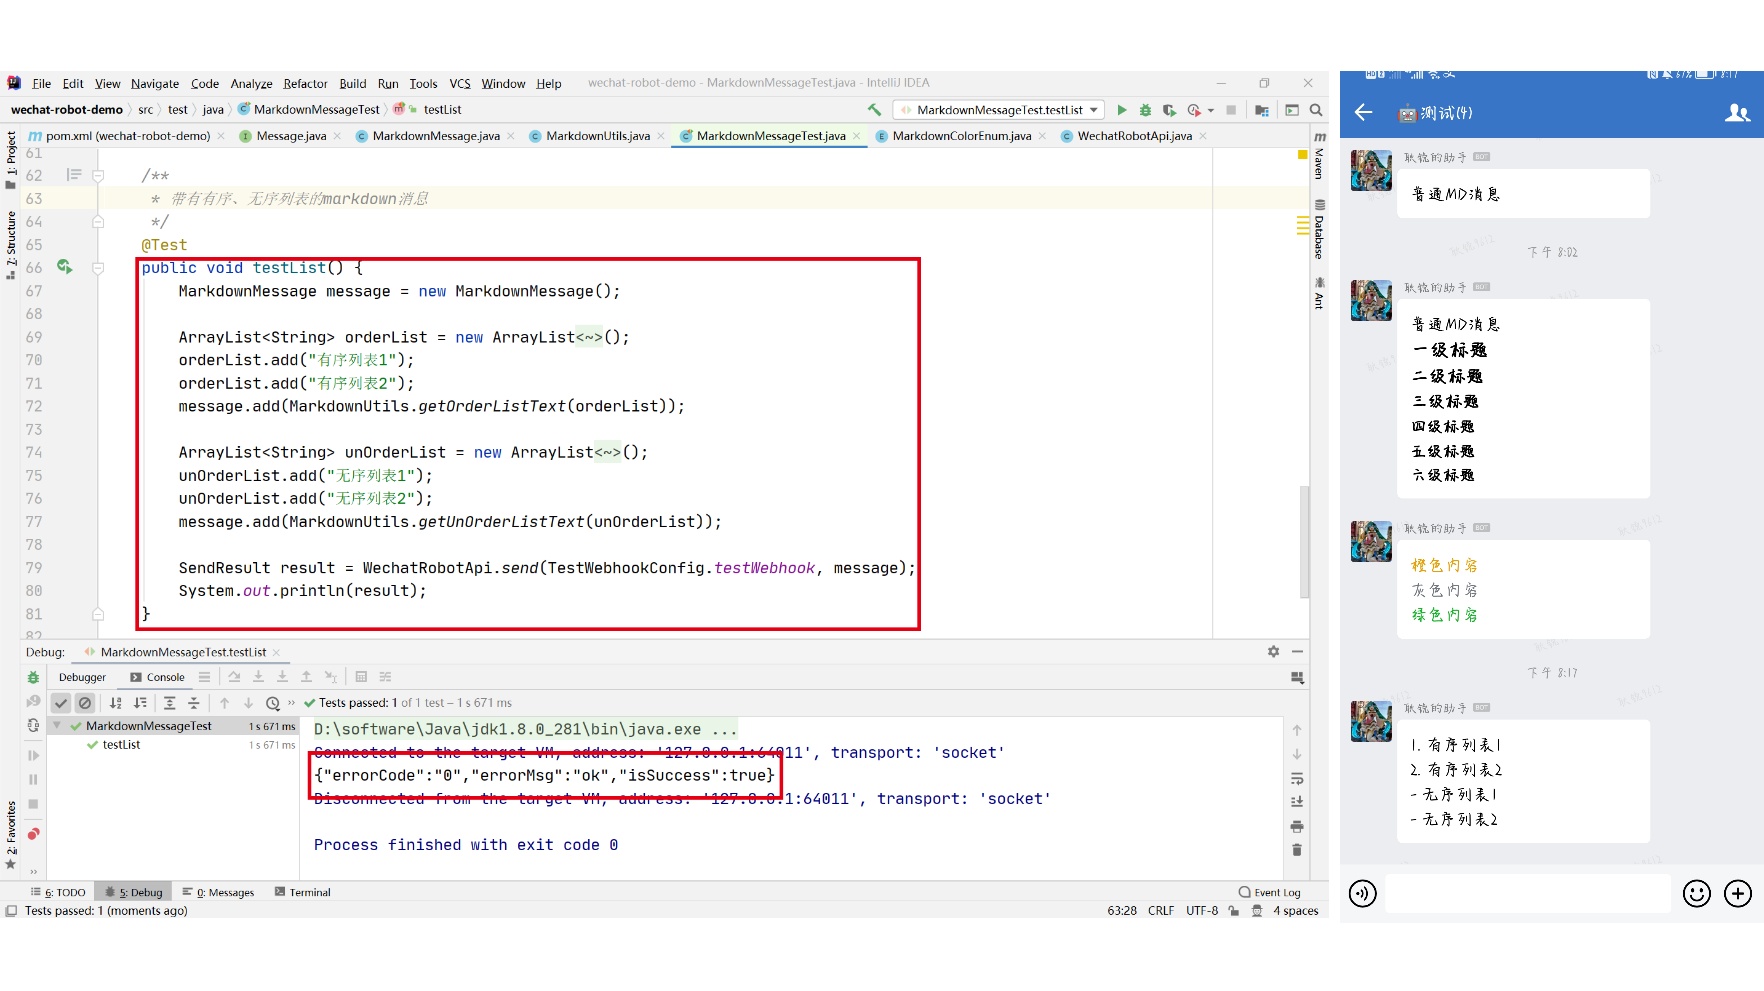 File Edit View Navigate Code Analyze Refactor Build Run Tools VCS Window Help wechat-robot-demo - MarkdownMessageTest.java - IntelliJ IDEA
wechat-robot-demo src test java MarkdownMessageTest testList MarkdownMessageTest.testList
pom.xml (wechat-robot-demo) Message.java MarkdownMessage.java MarkdownUtils.java MarkdownMessageTest.java MarkdownColorEnum.java WechatRobotApi.java
1: Project
7: Structure
2: Favorites
Maven
Database
Ant
61
62 /**
63 * 带有有序、无序列表的markdown消息
64 */
65 @Test
66 public void testList() {
67 MarkdownMessage message = new MarkdownMessage();
68
69 ArrayList<String> orderList = new ArrayList<~>();
70 orderList.add("有序列表1");
71 orderList.add("有序列表2");
72 message.add(MarkdownUtils.getOrderListText(orderList));
73
74 ArrayList<String> unOrderList = new ArrayList<~>();
75 unOrderList.add("无序列表1");
76 unOrderList.add("无序列表2");
77 message.add(MarkdownUtils.getUnOrderListText(unOrderList));
78
79 SendResult result = WechatRobotApi.send(TestWebhookConfig.testWebhook, message);
80 System.out.println(result);
81 }
82
Debug: MarkdownMessageTest.testList
Debugger Console
Tests passed: 1 of 1 test – 1 s 671 ms
MarkdownMessageTest 1 s 671 ms
testList 1 s 671 ms
D:\software\Java\jdk1.8.0_281\bin\java.exe ...
Connected to the target VM, address: '127.0.0.1:64011', transport: 'socket'
{"errorCode":"0","errorMsg":"ok","isSuccess":true}
Disconnected from the target VM, address: '127.0.0.1:64011', transport: 'socket'
Process finished with exit code 0
6: TODO 5: Debug 0: Messages Terminal Event Log
Tests passed: 1 (moments ago) 63:28 CRLF UTF-8 4 spaces
8:17
测试(4)
的助手 BOT
普通MD消息
下午 8:02
的助手 BOT
普通MD消息
一级标题
二级标题
三级标题
四级标题
五级标题
六级标题
的助手 BOT
橙色内容
灰色内容
绿色内容
下午 8:17
的助手 BOT
1. 有序列表1
2. 有序列表2
- 无序列表1
- 无序列表2